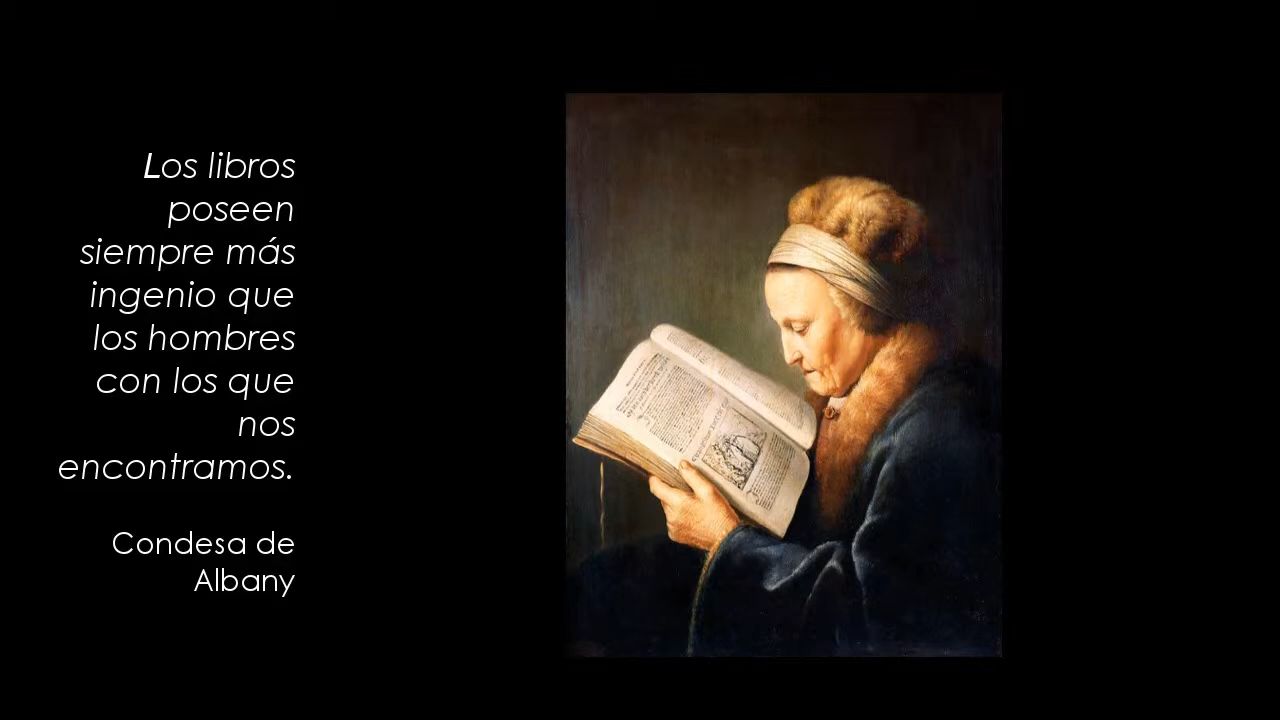 Los libros
poseen
siempre más
ingenio que
los hombres
con los que
nos
encontramos.
Condesa de
Albany